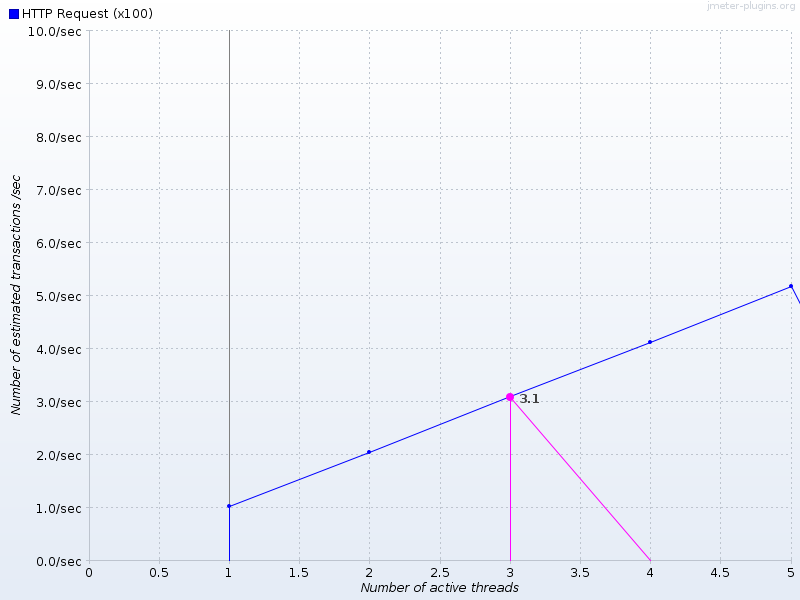 jmeter-plugins.org
HTTP Request (x100)
10.0/sec
9.0/sec
8.0/sec
7.0/sec
6.0/sec
5.0/sec
4.0/sec
3.0/sec
2.0/sec
1.0/sec
0.0/sec
Number of estimated transactions /sec
3.1
0 0.5 1 1.5 2 2.5 3 3.5 4 4.5 5
Number of active threads